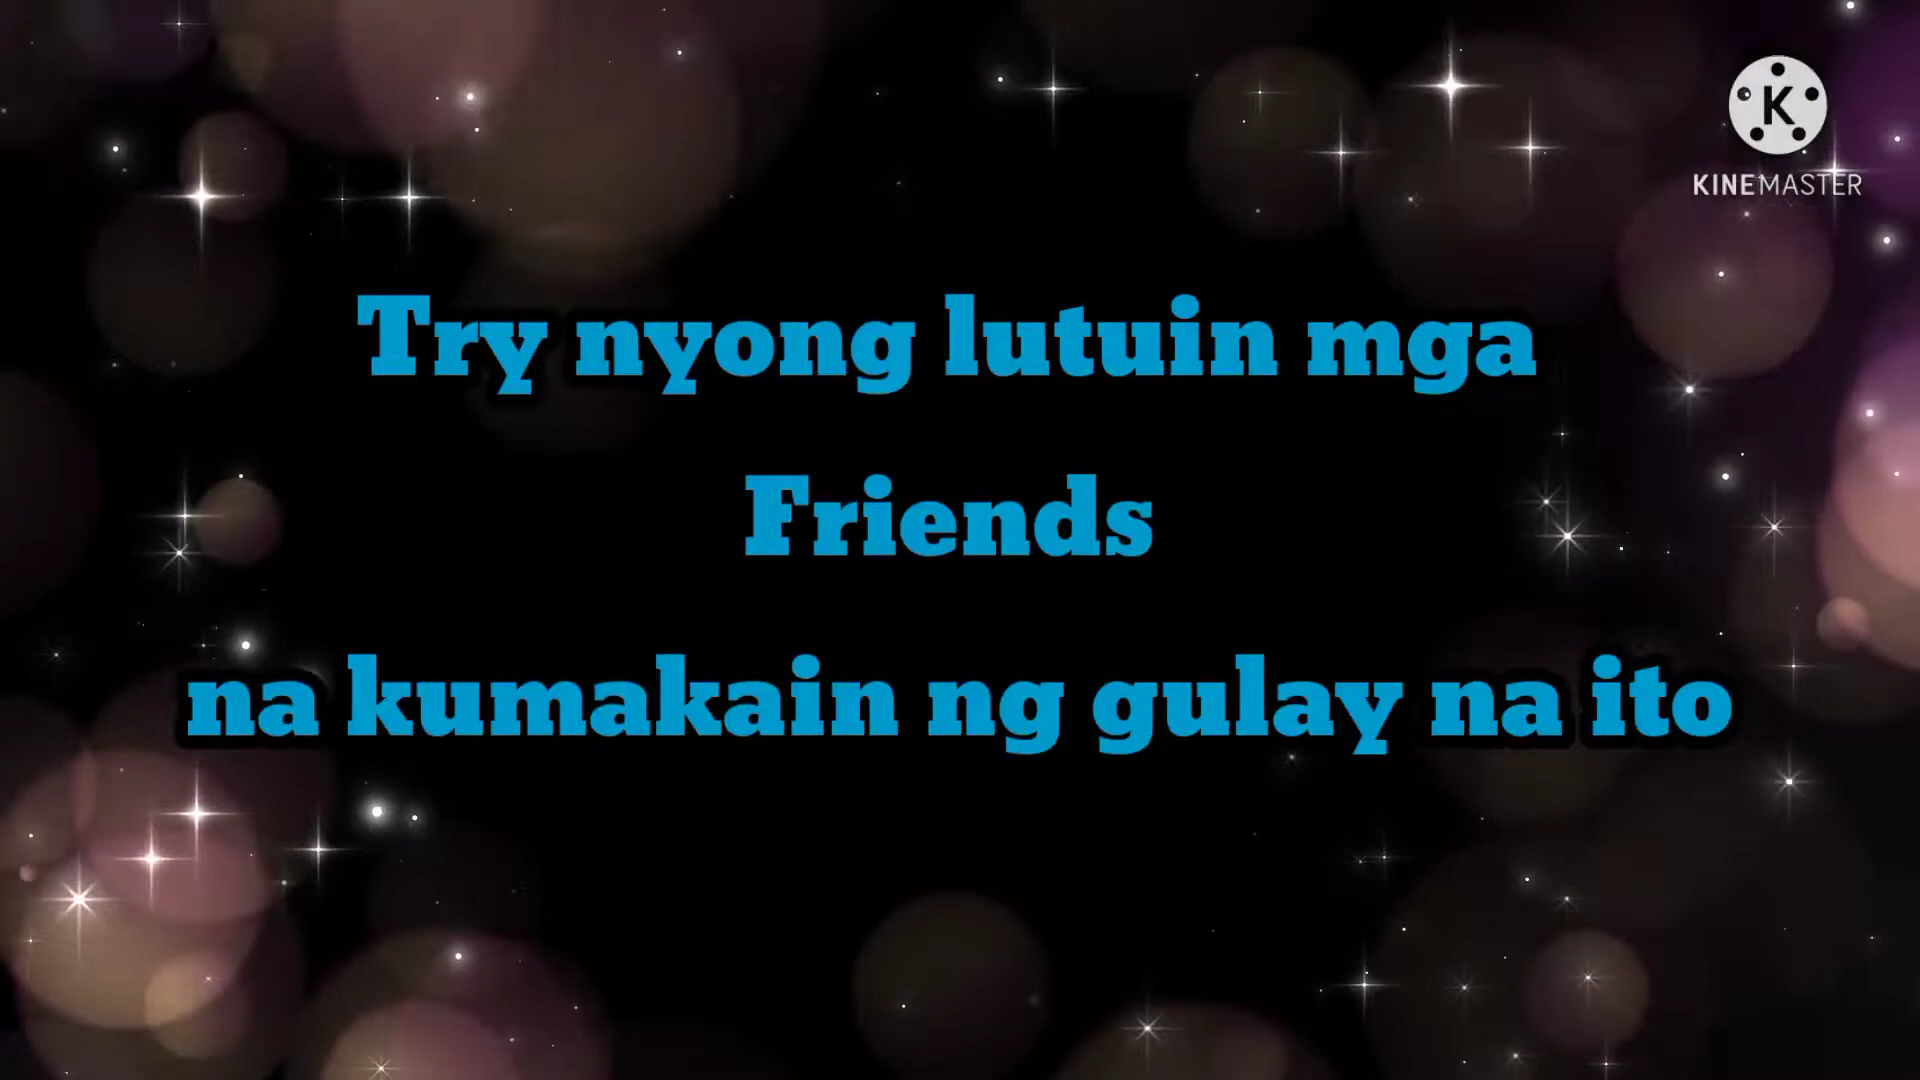 K
KINEMASTER
Try nyong lutuin mga
Friends
na kumakain ng gulay na ito